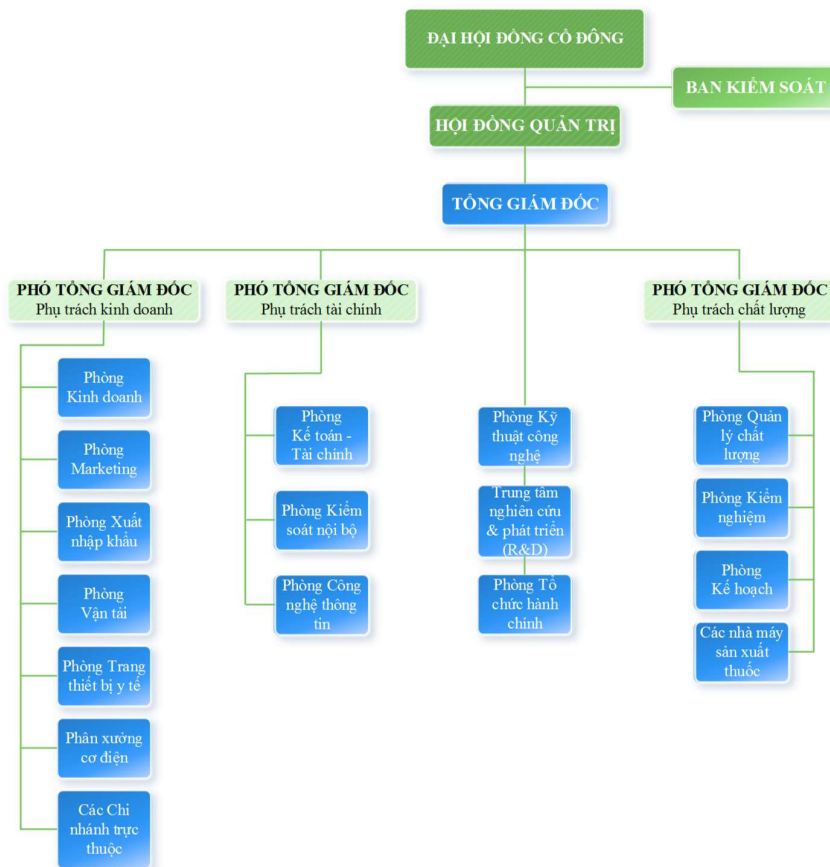 ĐẠI HỘI ĐỒNG CỔ ĐÔNG
BAN KIỂM SOÁT
HỘI ĐỒNG QUẢN TRỊ
TỔNG GIÁM ĐỐC
PHÓ TỔNG GIÁM ĐỐC
Phụ trách kinh doanh
PHÓ TỔNG GIÁM ĐỐC
Phụ trách tài chính
PHÓ TỔNG GIÁM ĐỐC
Phụ trách chất lượng
Phòng
Kinh doanh
Phòng
Marketing
Phòng Xuất
nhập khẩu
Phòng
Vận tải
Phòng Trang
thiết bị y tế
Phân xưởng
cơ điện
Các Chi
nhánh trực
thuộc
Phòng
Kế toán -
Tài chính
Phòng Kiểm
soát nội bộ
Phòng Công
nghệ thông
tin
Phòng Kỹ
thuật công
nghệ
Trung tâm
nghiên cứu
& phát triển
(R&D)
Phòng Tổ
chức hành
chính
Phòng Quản
lý chất
lượng
Phòng Kiểm
nghiệm
Phòng
Kế hoạch
Các nhà máy
sản xuất
thuốc